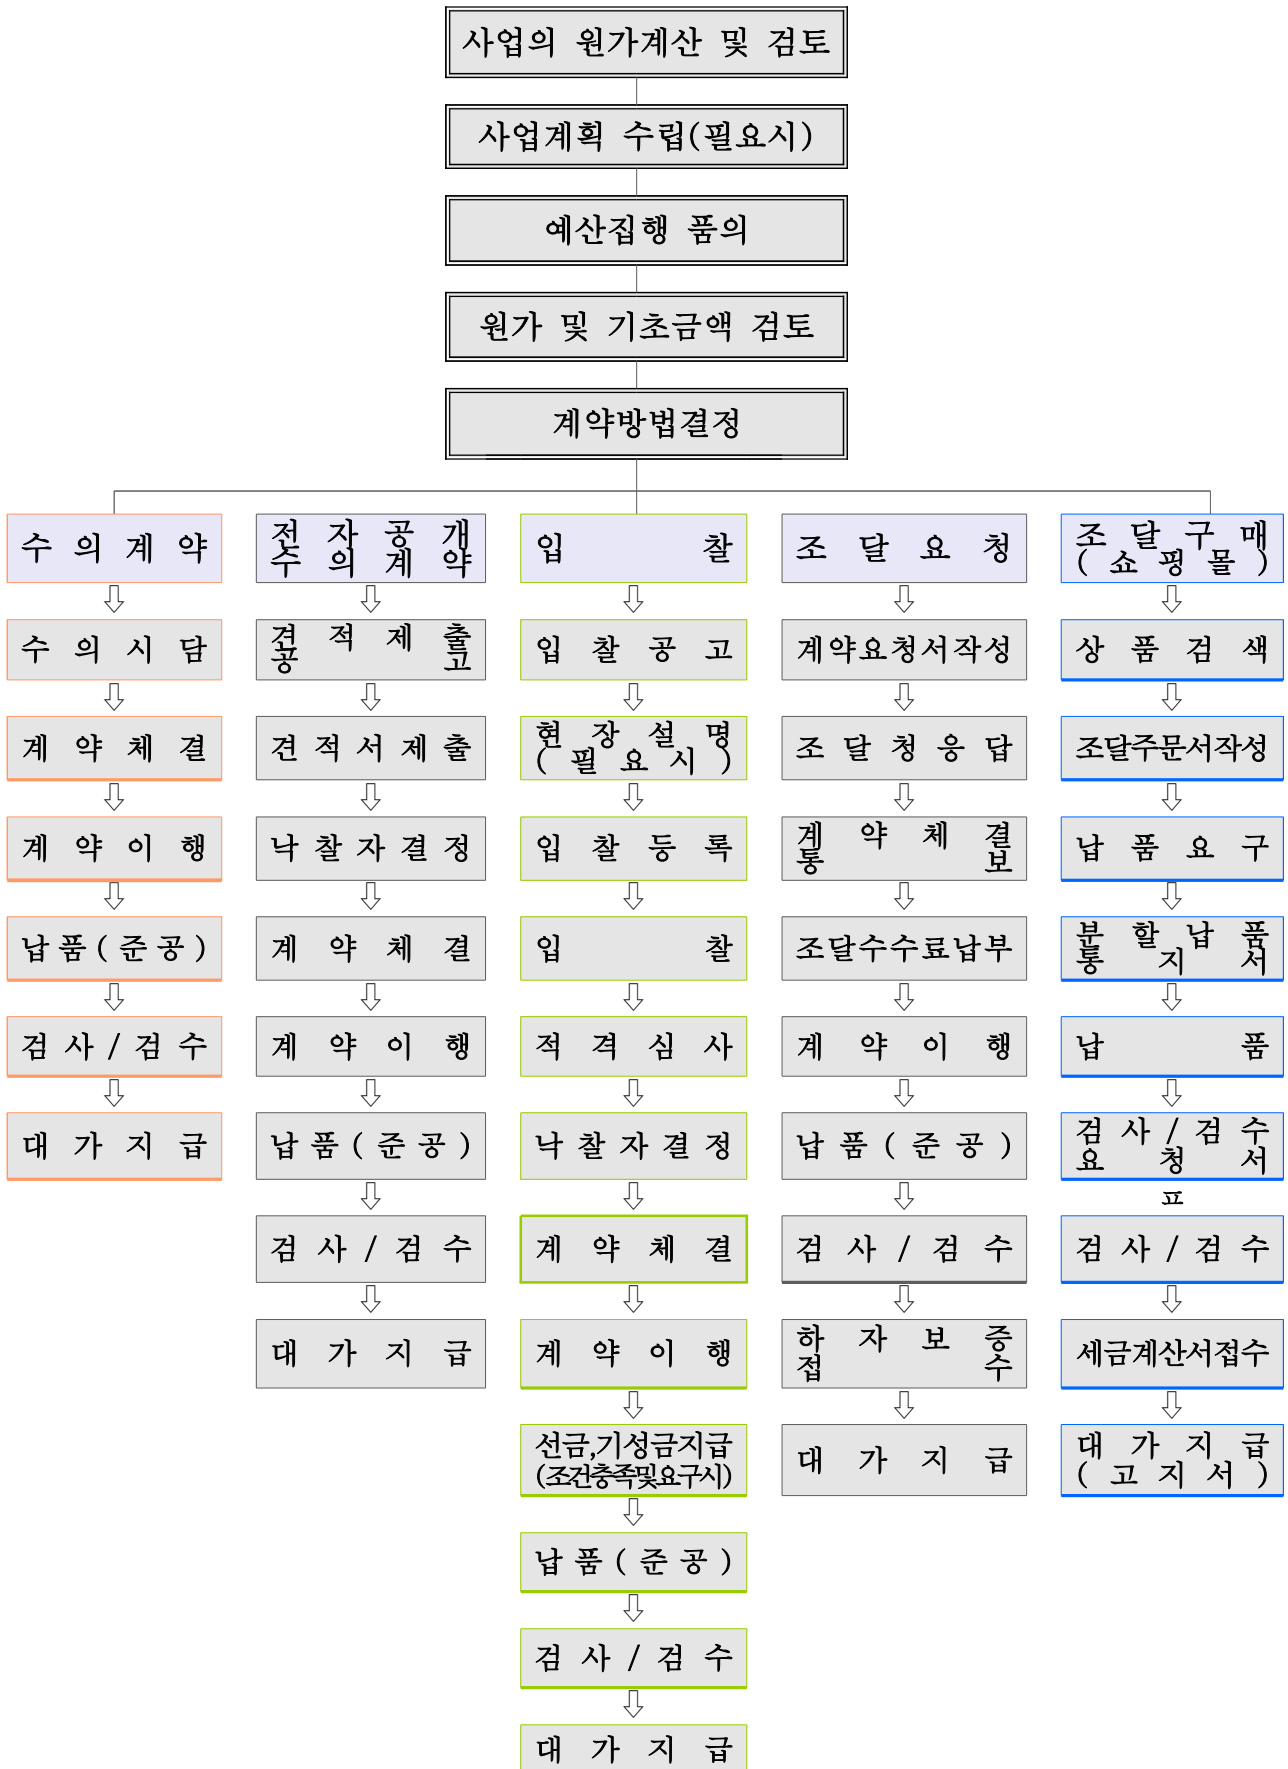 사업의 원가계산 및 검토
사업계획 수립(필요시)
예산집행 품의
원가 및 기초금액 검토
계약방법결정
수의계약
수의시담
계약체결
계약이행
납품(준공)
검사/검수
대가지급
전자공개
수의계약
견적제출
공고
견적서제출
낙찰자결정
계약체결
계약이행
납품(준공)
검사/검수
대가지급
입찰
입찰공고
현장설명
(필요시)
입찰등록
입찰
적격심사
낙찰자결정
계약체결
계약이행
선금,기성금지급
(조건충족및요구시)
납품(준공)
검사/검수
대가지급
조달요청
계약요청서작성
조달청응답
계약체결
통보
조달수수료납부
계약이행
납품(준공)
검사/검수
하자보증
접수
대가지급
조달구매
(쇼핑몰)
상품검색
조달주문서작성
납품요구
분할납품
통지서
납품
검사/검수
요청서
ㅍ
검사/검수
세금계산서접수
대가지급
(고지서)